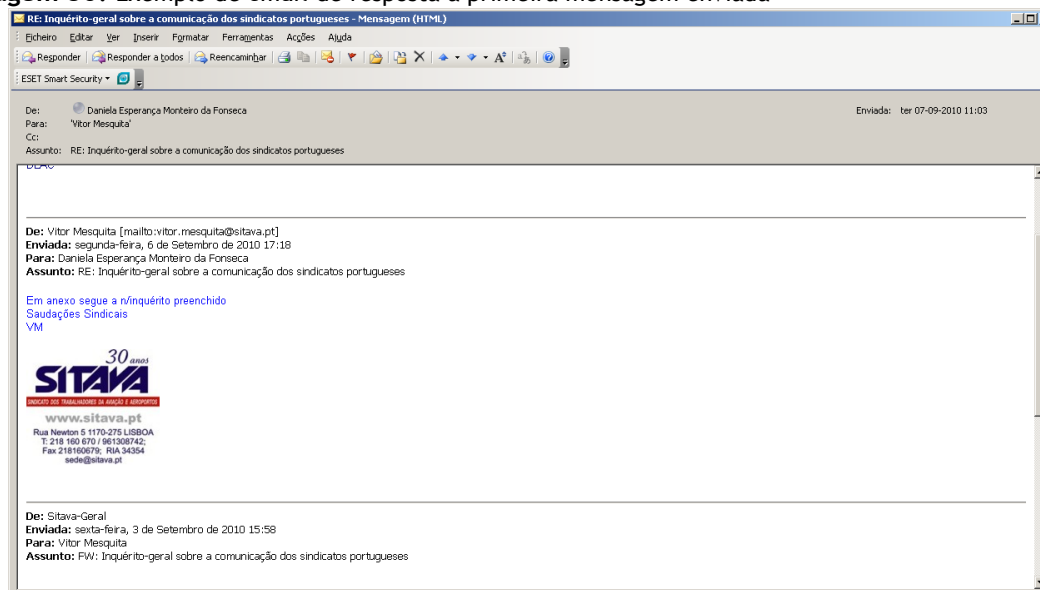 Exemplo de email de resposta à primeira mensagem enviada
RE: Inquérito-geral sobre a comunicação dos sindicatos portugueses - Mensagem (HTML)
Ficheiro Editar Ver Inserir Formatar Ferramentas Acções Ajuda
Responder Responder a todos Reencaminhar
ESET Smart Security
De: Daniela Esperança Monteiro da Fonseca Enviada: ter 07-09-2010 11:03
Para: 'Vitor Mesquita'
Cc:
Assunto: RE: Inquérito-geral sobre a comunicação dos sindicatos portugueses
De: Vitor Mesquita [mailto:vitor.mesquita@sitava.pt]
Enviada: segunda-feira, 6 de Setembro de 2010 17:18
Para: Daniela Esperança Monteiro da Fonseca
Assunto: RE: Inquérito-geral sobre a comunicação dos sindicatos portugueses
Em anexo segue a n/inquérito preenchido
Saudações Sindicais
VM
30 anos
SITAVA
SINDICATO DOS TRABALHADORES DA AVIAÇÃO E AEROPORTOS
www.sitava.pt
Rua Newton 5 1170-275 LISBOA
T: 218 160 670 / 961308742;
Fax 218160679; RIA 34354
sede@sitava.pt
De: Sitava-Geral
Enviada: sexta-feira, 3 de Setembro de 2010 15:58
Para: Vitor Mesquita
Assunto: FW: Inquérito-geral sobre a comunicação dos sindicatos portugueses